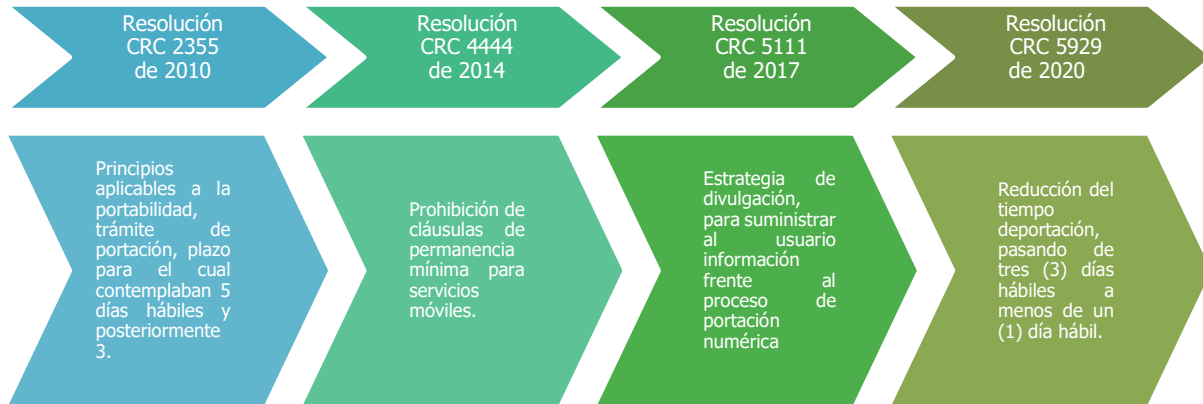 Resolución
CRC 2355
de 2010
Resolución
CRC 4444
de 2014
Resolución
CRC 5111
de 2017
Resolución
CRC 5929
de 2020
Principios
aplicables a la
portabilidad,
trámite de
portación, plazo
para el cual
contemplaban 5
días hábiles y
posteriormente
3.
Prohibición de
cláusulas de
permanencia
mínima para
servicios
móviles.
Estrategia de
divulgación,
para suministrar
al usuario
información
frente al
proceso de
portación
numérica
Reducción del
tiempo
deportación,
pasando de
tres (3) días
hábiles a
menos de un
(1) día hábil.